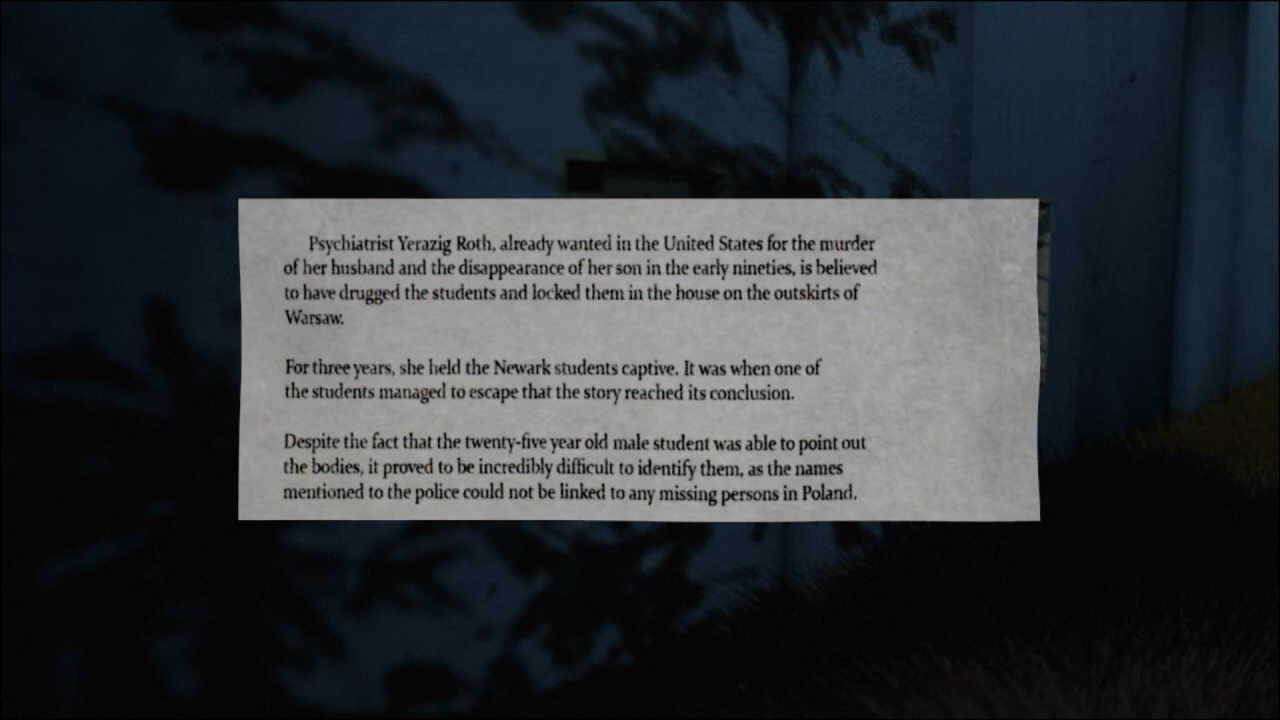 Psychiatrist Yerazig Roth, already wanted in the United States for the murder
of her husband and the disappearance of her son in the early nineties, is believed
to have drugged the students and locked them in the house on the outskirts of
Warsaw.
For three years, she held the Newark students captive. It was when one of
the students managed to escape that the story reached its conclusion.
Despite the fact that the twenty-five year old male student was able to point out
the bodies, it proved to be incredibly difficult to identify them, as the names
mentioned to the police could not be linked to any missing persons in Poland.